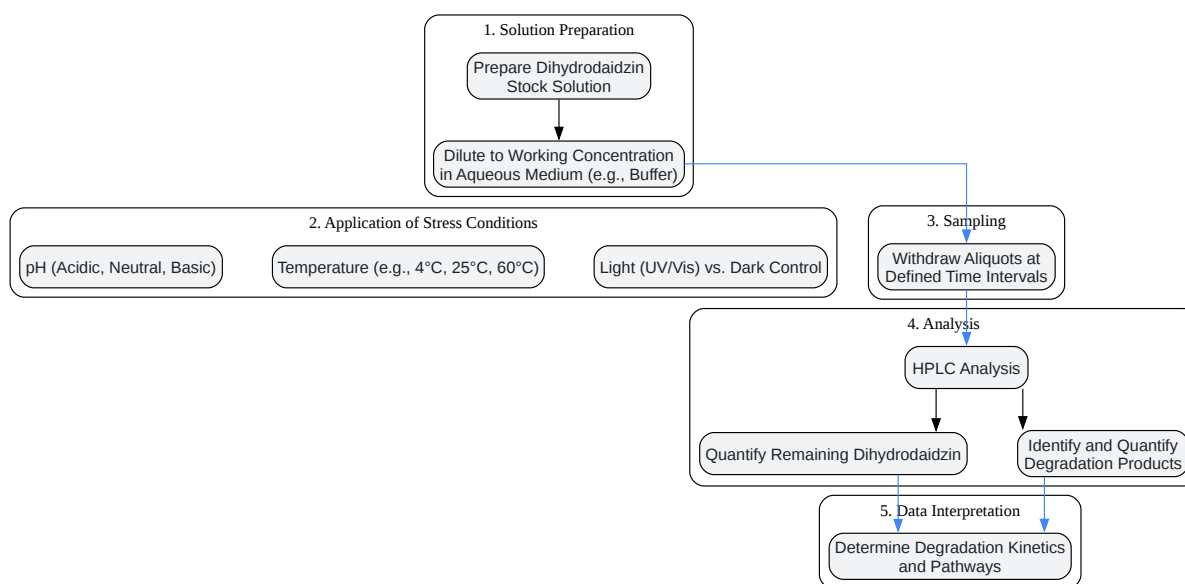 1. Solution Preparation
Prepare Dihydrodaidzin
Stock Solution
Dilute to Working Concentration
in Aqueous Medium (e.g., Buffer)
2. Application of Stress Conditions
pH (Acidic, Neutral, Basic)
Temperature (e.g., 4°C, 25°C, 60°C)
Light (UV/Vis) vs. Dark Control
3. Sampling
Withdraw Aliquots at
Defined Time Intervals
4. Analysis
HPLC Analysis
Quantify Remaining Dihydrodaidzin
Identify and Quantify
Degradation Products
5. Data Interpretation
Determine Degradation Kinetics
and Pathways